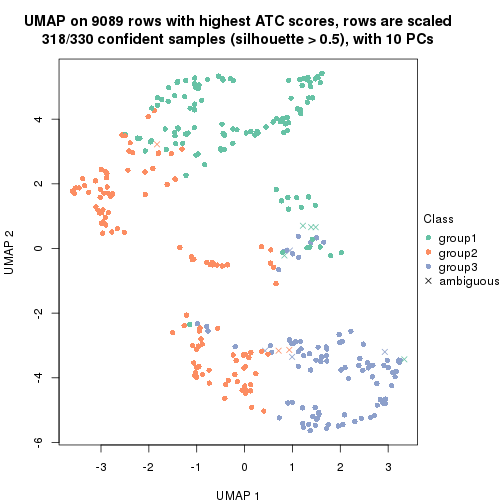 UMAP on 9089 rows with highest ATC scores, rows are scaled
318/330 confident samples (silhouette > 0.5), with 10 PCs
4
2
0
-2
-4
-6
UMAP 2
-3
-2
-1
0
1
2
3
UMAP 1
Class
group1
group2
group3
ambiguous